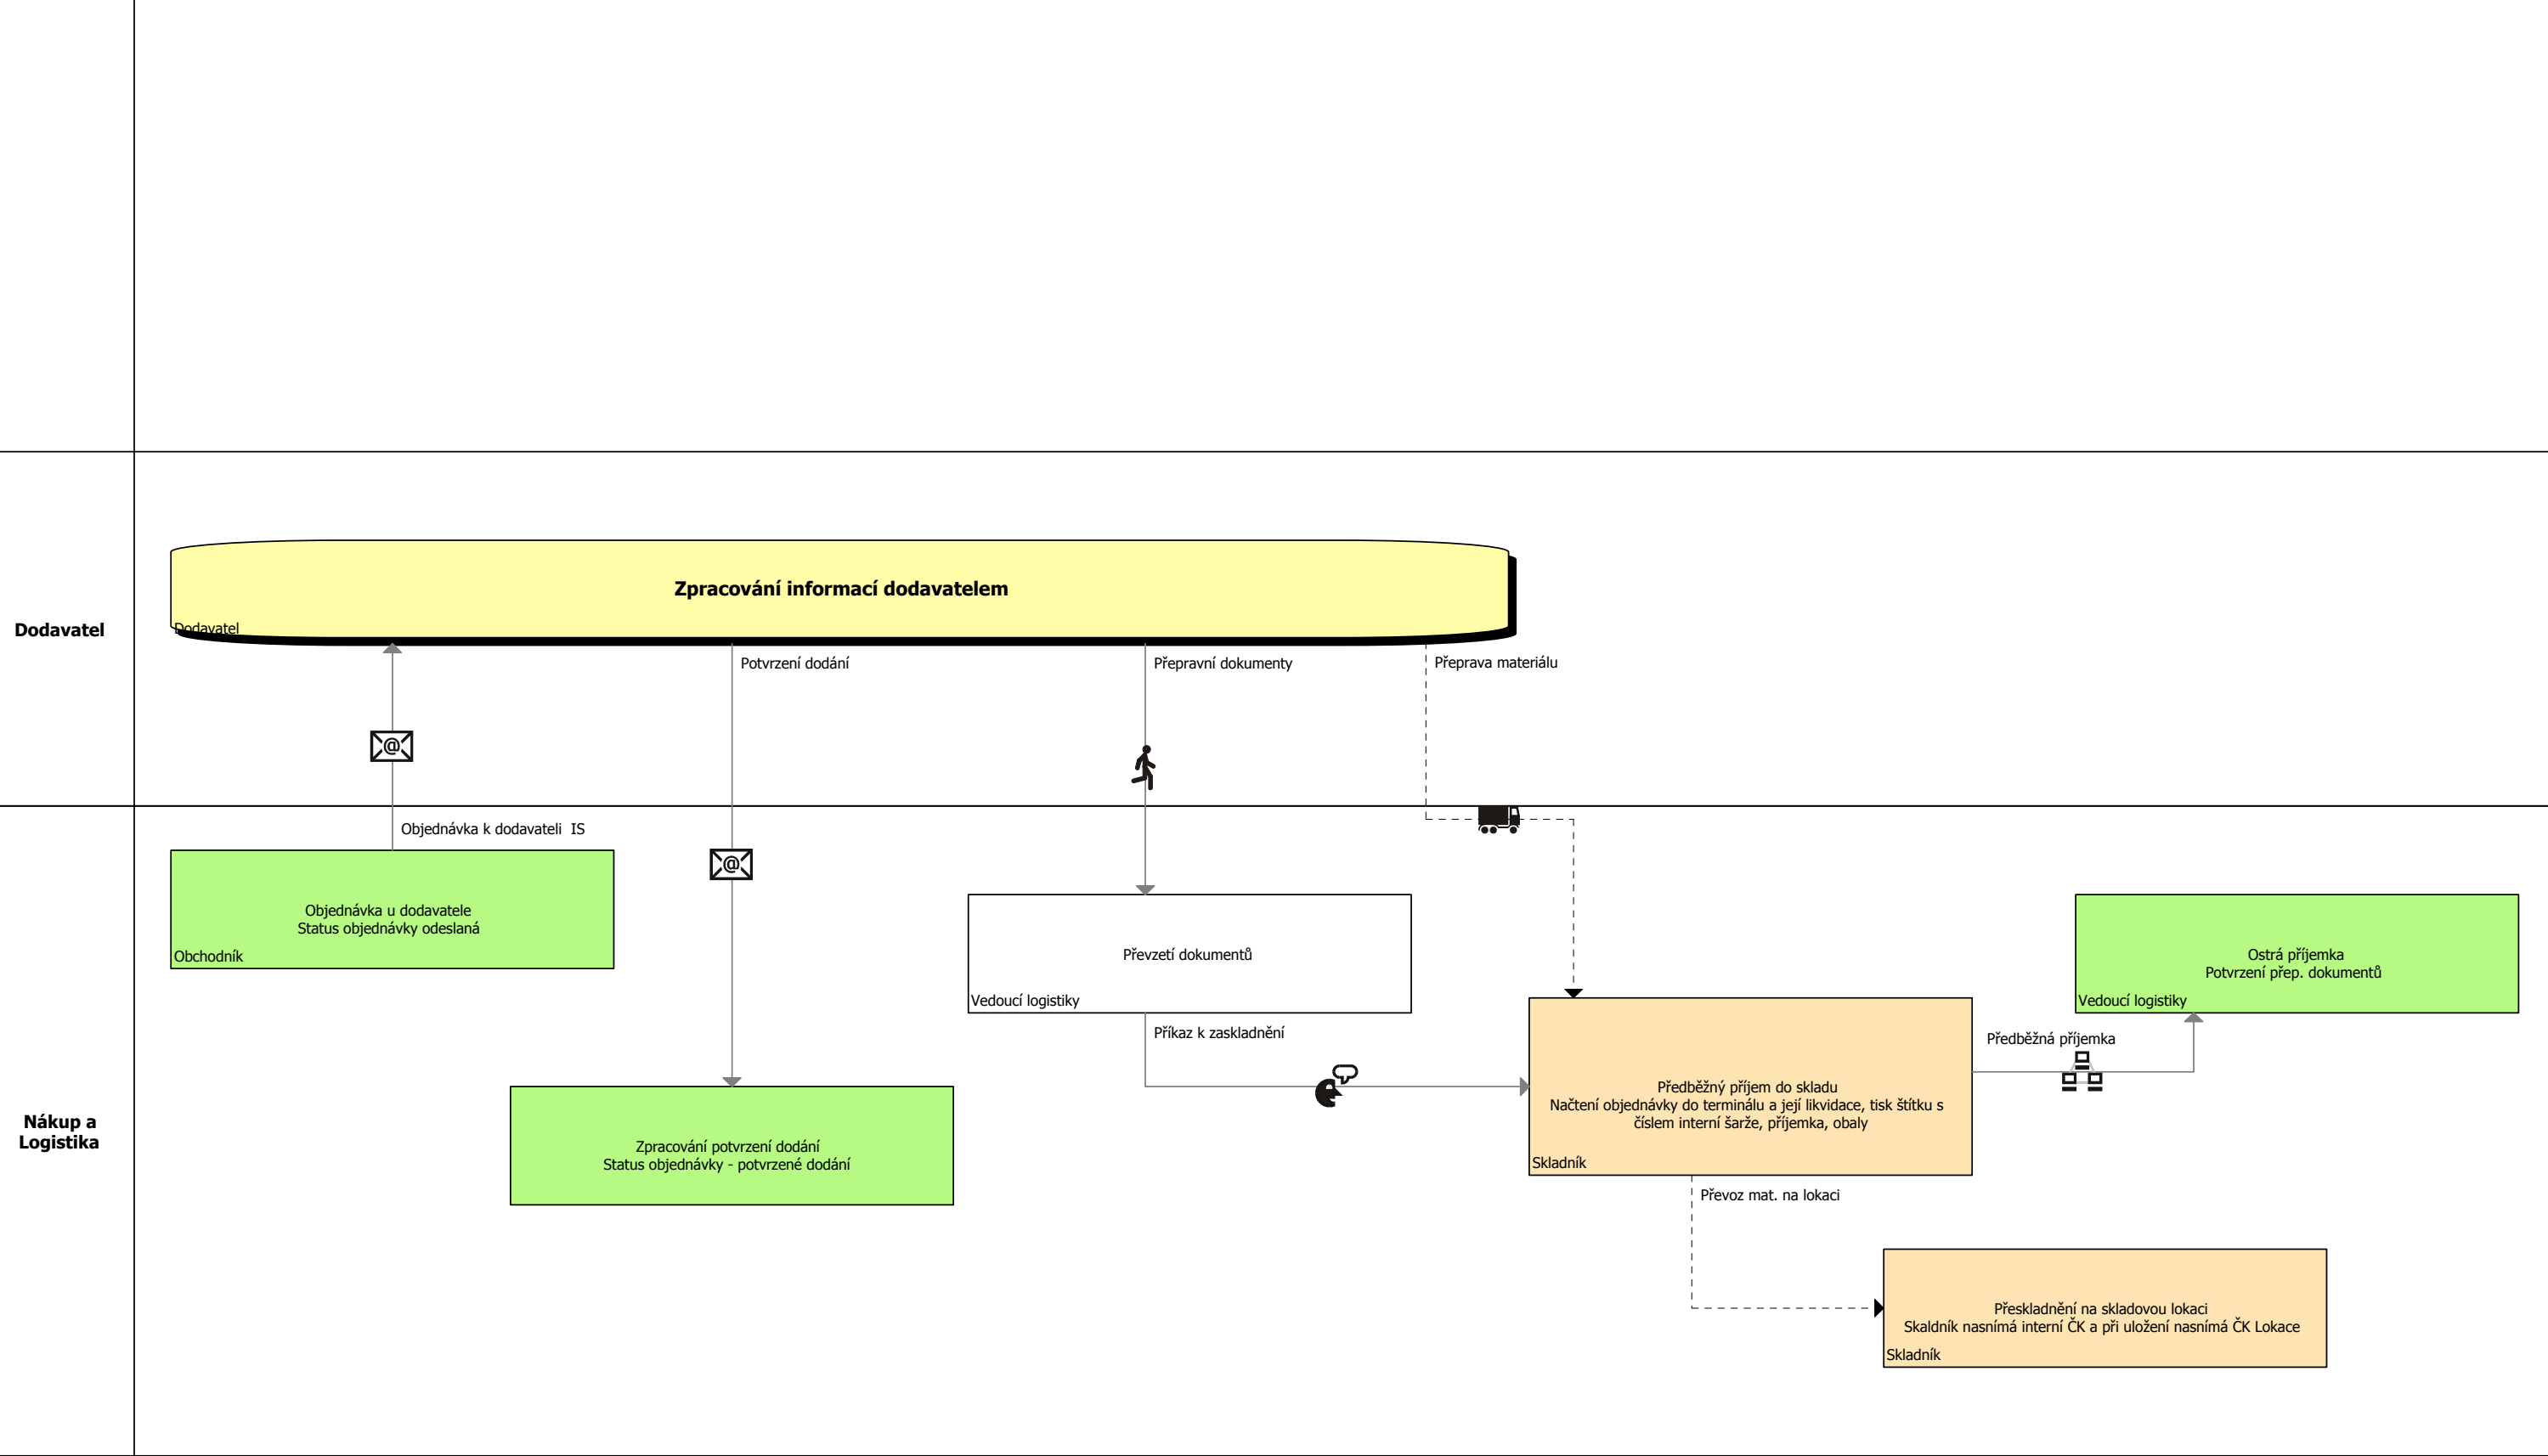 Dodavatel
Zpracování informací dodavatelem
Dodavatel
Potvrzení dodání
Přepravní dokumenty
Přeprava materiálu
@
Objednávka k dodavateli  IS
@
Objednávka u dodavatele
Status objednávky odeslaná
Obchodník
Převzetí dokumentů
Vedoucí logistiky
Ostrá příjemka
Potvrzení přep. dokumentů
Vedoucí logistiky
Příkaz k zaskladnění
Předběžná příjemka
Nákup a
Logistika
Zpracování potvrzení dodání
Status objednávky - potvrzené dodání
Předběžný příjem do skladu
Načtení objednávky do terminálu a její likvidace, tisk štítku s
číslem interní šarže, příjemka, obaly
Skladník
Převoz mat. na lokaci
Přeskladnění na skladovou lokaci
Skaldník nasnímá interní ČK a při uložení nasnímá ČK Lokace
Skladník